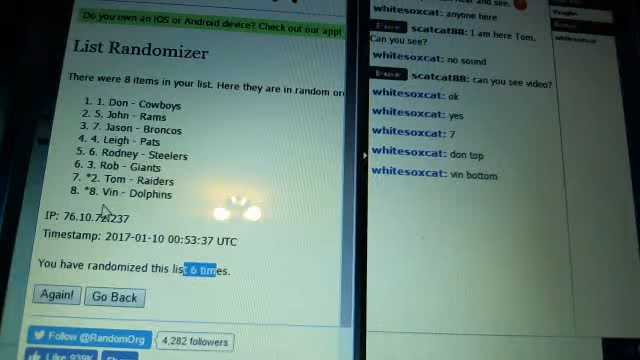 Do you own an iOS or Android device? Check out our app!
List Randomizer
There were 8 items in your list. Here they are in random
1. 1. Don - Cowboys
2. 5. John - Rams
3. 7. Jason - Broncos
4. 4. Leigh - Pats
5. 6. Rodney - Steelers
6. 3. Rob - Giants
7. *2. Tom - Raiders
8. *8. Vin - Dolphins
IP: 76.10.72.237
Timestamp: 2017-01-10 00:53:37 UTC
You have randomized this list 6 times.
Again!
Go Back
Follow @RandomOrg
4,282 followers
Like 939K
whitesoxcat: anyone here
Breaker scatcat88: I am here Tom.
Can you see?
whitesoxcat: no sound
Breaker scatcat88: can you see video?
whitesoxcat: ok
whitesoxcat: yes
whitesoxcat: 7
whitesoxcat: don top
whitesoxcat: vin bottom